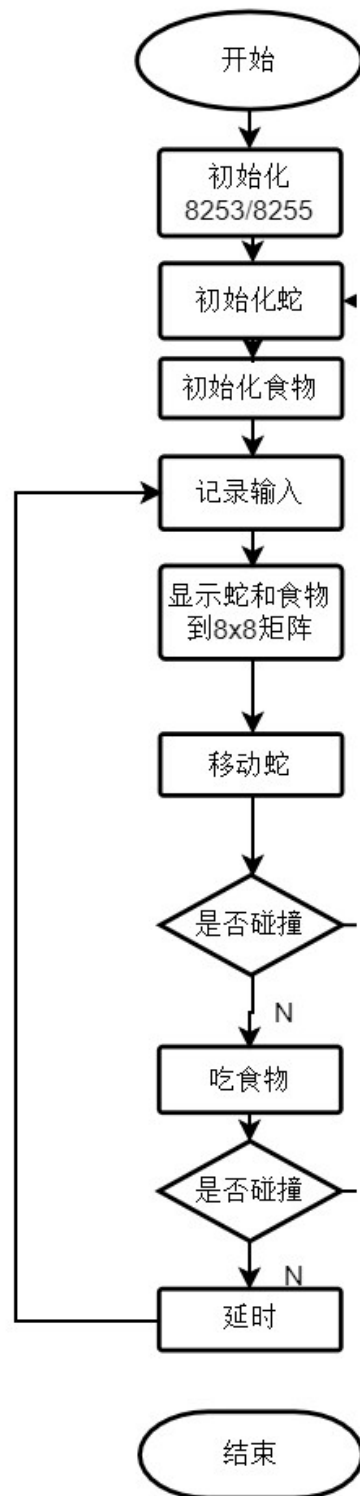 开始
初始化
8253/8255
初始化蛇
初始化食物
记录输入
显示蛇和食物
到8x8矩阵
移动蛇
是否碰撞
N
吃食物
是否碰撞
N
延时
结束